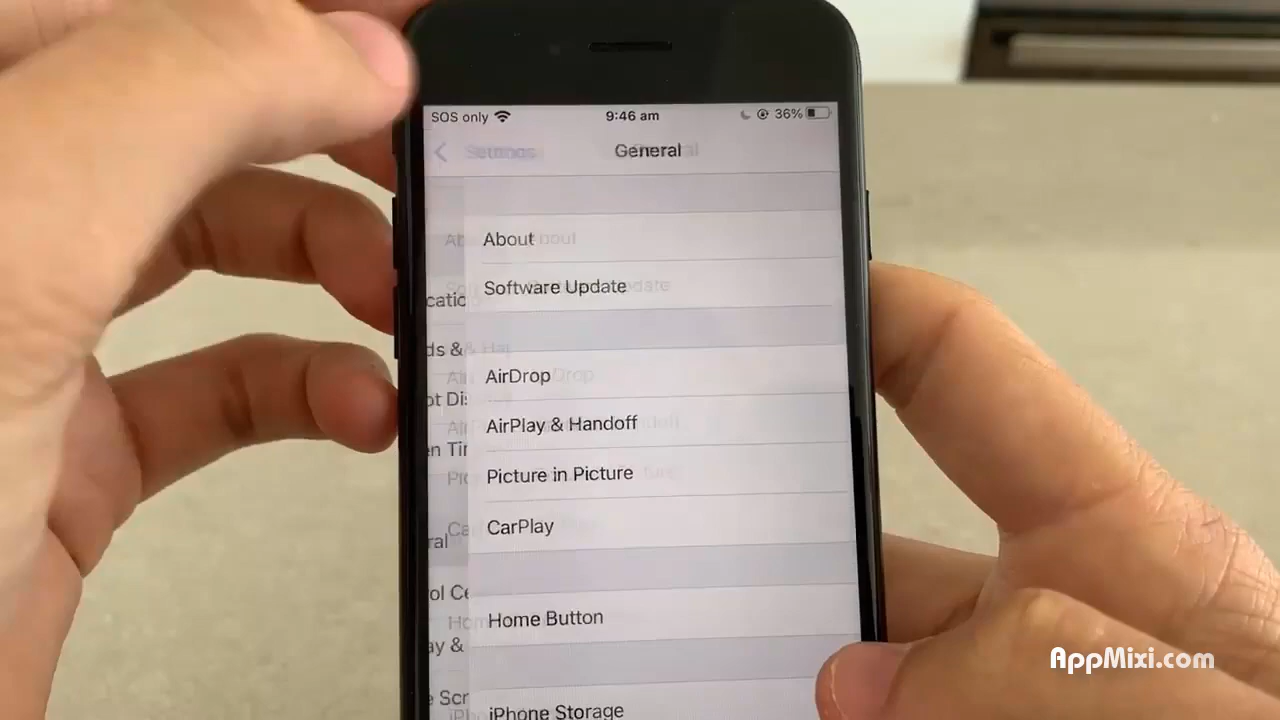 SOS only 9:46 am 36%
Settings General
About
Software Update
AirDrop
AirPlay & Handoff
Picture in Picture
CarPlay
Home Button
iPhone Storage
AppMixi.com